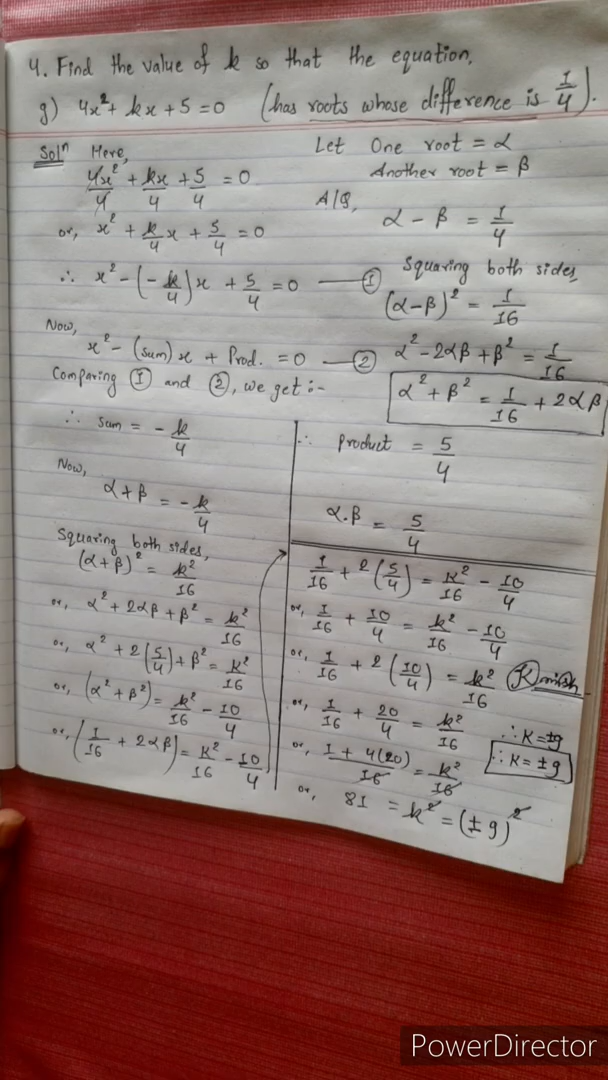 4. Find the value of k so that the equation,
g) 4x² + kx + 5 = 0 (has roots whose difference is 1/4).
Solⁿ Here,
4x²/4 + kx/4 + 5/4 = 0
or, x² + k/4 x + 5/4 = 0
∴ x² - (-k/4) x + 5/4 = 0 — ①
Now,
x² - (sum) x + Prod. = 0 — ②
Comparing ① and ②, we get :-
Let One root = α
Another root = β
A/Q,
α - β = 1/4
Squaring both sides,
(α-β)² = 1/16
α² - 2αβ + β² = 1/16
α² + β² = 1/16 + 2αβ
∴ sum = - k/4
Now,
α + β = - k/4
Squaring both sides,
(α+β)² = k²/16
or, α² + 2αβ + β² = k²/16
or, α² + 2(5/4) + β² = k²/16
or, (α² + β²) = k²/16 - 10/4
or, (1/16 + 2αβ) = k²/16 - 10/4
∴ Product = 5/4
α.β = 5/4
1/16 + 2(5/4) = k²/16 - 10/4
or, 1/16 + 10/4 = k²/16 - 10/4
or, 1/16 + 2(10/4) = k²/16
or, 1/16 + 20/4 = k²/16
or, 1 + 4(20)/16 = k²/16
or, 81 = k² = (± 9)²
∴ K = ±9
∴ K = ± 9
PowerDirector